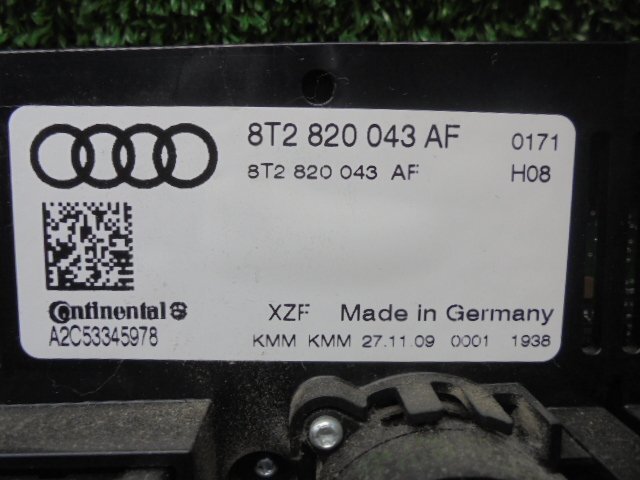 8T2 820 043 AF 0171
8T2 820 043 AF H08
Continental XZF Made in Germany
A2C53345978 KMM KMM 27.11.09 0001 1938